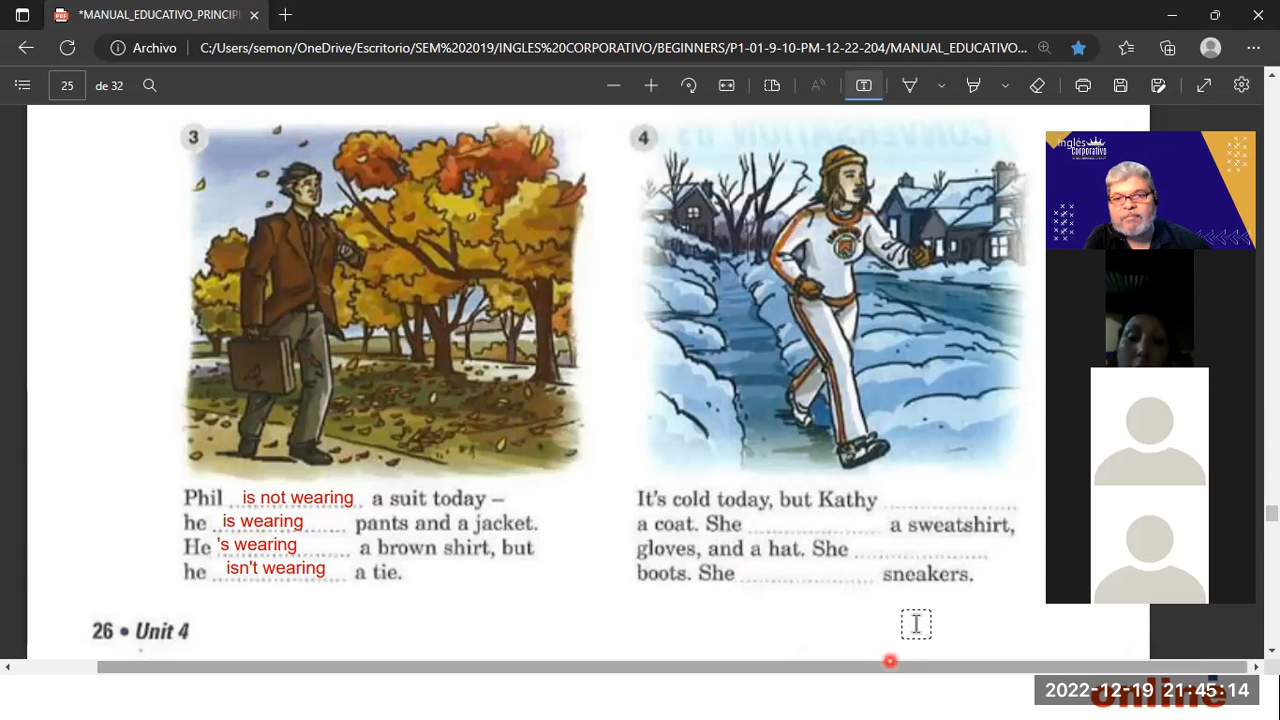 *MANUAL_EDUCATIVO_PRINCIPI
Archivo
C:/Users/semon/OneDrive/Escritorio/SEM%202019/INGLES%20CORPORATIVO/BEGINNERS/P1-01-9-10-PM-12-22-204/MANUAL_EDUCATIVO...
25 de 32
3
4
Inglés
Corporativo
Phil is not wearing a suit today –
he is wearing pants and a jacket.
He 's wearing a brown shirt, but
he isn't wearing a tie.
It's cold today, but Kathy
a coat. She a sweatshirt,
gloves, and a hat. She
boots. She sneakers.
26 • Unit 4
online
2022-12-19 21:45:14